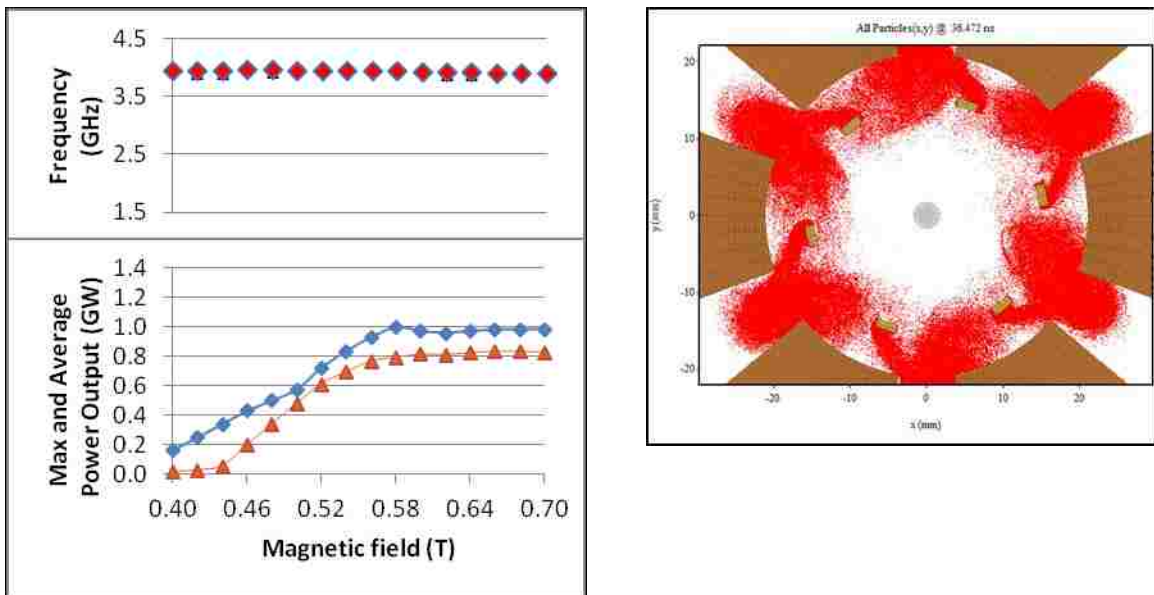 4.5
3.5
2.5
1.5
Frequency
(GHz)
1.4
1.2
1.0
0.8
0.6
0.4
0.2
0.0
Max and Average
Power Output (GW)
0.40 0.46 0.52 0.58 0.64 0.70
Magnetic field (T)
All Particles(x,y) @ 38.472 ns
20
10
0
-10
-20
y (mm)
-20 -10 0 10 20
x (mm)